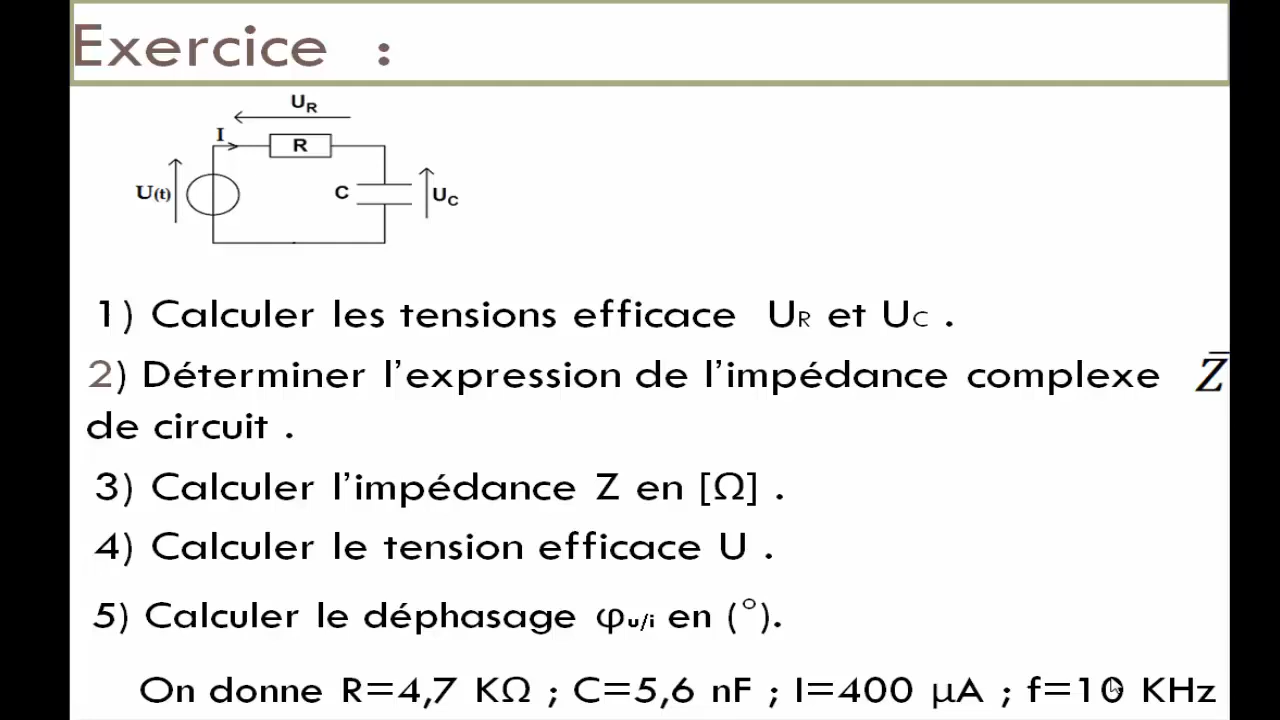 Exercice :
UR
I
R
U(t)
C
UC
1) Calculer les tensions efficace UR et UC .
2) Déterminer l'expression de l'impédance complexe Z̄
de circuit .
3) Calculer l'impédance Z en [Ω] .
4) Calculer le tension efficace U .
5) Calculer le déphasage φu/i en (°).
On donne R=4,7 KΩ ; C=5,6 nF ; I=400 µA ; f=10 KHz